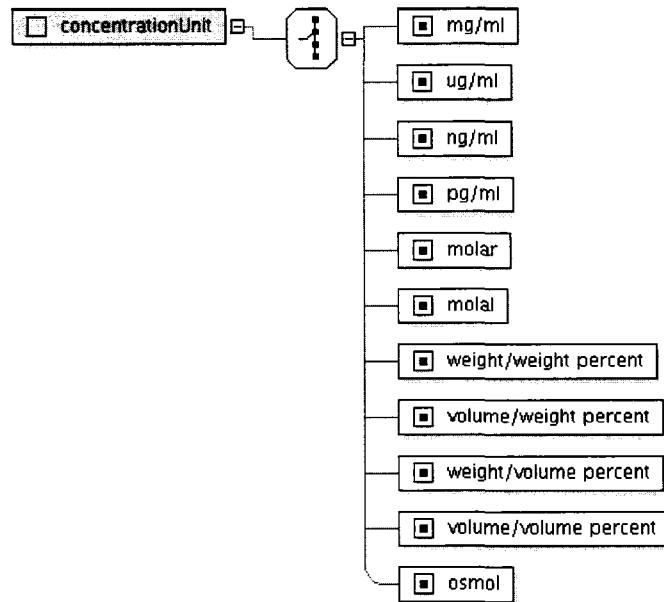 concentrationUnit
mg/ml
ug/ml
ng/ml
pg/ml
molar
molal
weight/weight percent
volume/weight percent
weight/volume percent
volume/volume percent
osmol